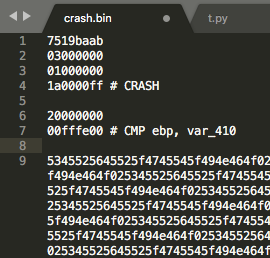 crash.bin
t.py
1 7519baab
2 03000000
3 01000000
4 1a0000ff # CRASH
5
6 20000000
7 00fffe00 # CMP ebp, var_410
8
9 5345525645525f4745545f494e464f02
f494e464f025345525645525f4745545
525f4745545f494e464f025345525645
25345525645525f4745545f494e464f0
5f494e464f025345525645525f474554
5525f4745545f494e464f02534552564
025345525645525f4745545f494e464f